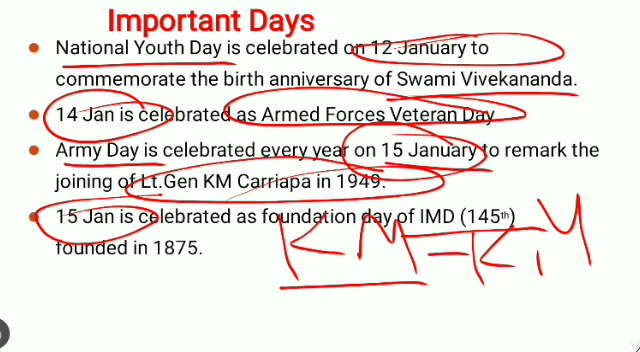 Important Days
National Youth Day is celebrated on 12 January to
commemorate the birth anniversary of Swami Vivekananda.
14 Jan is celebrated as Armed Forces Veteran Day
Army Day is celebrated every year on 15 January to remark the
joining of Lt.Gen KM Carriapa in 1949.
15 Jan is celebrated as foundation day of IMD (145th)
founded in 1875.
KM - K,M